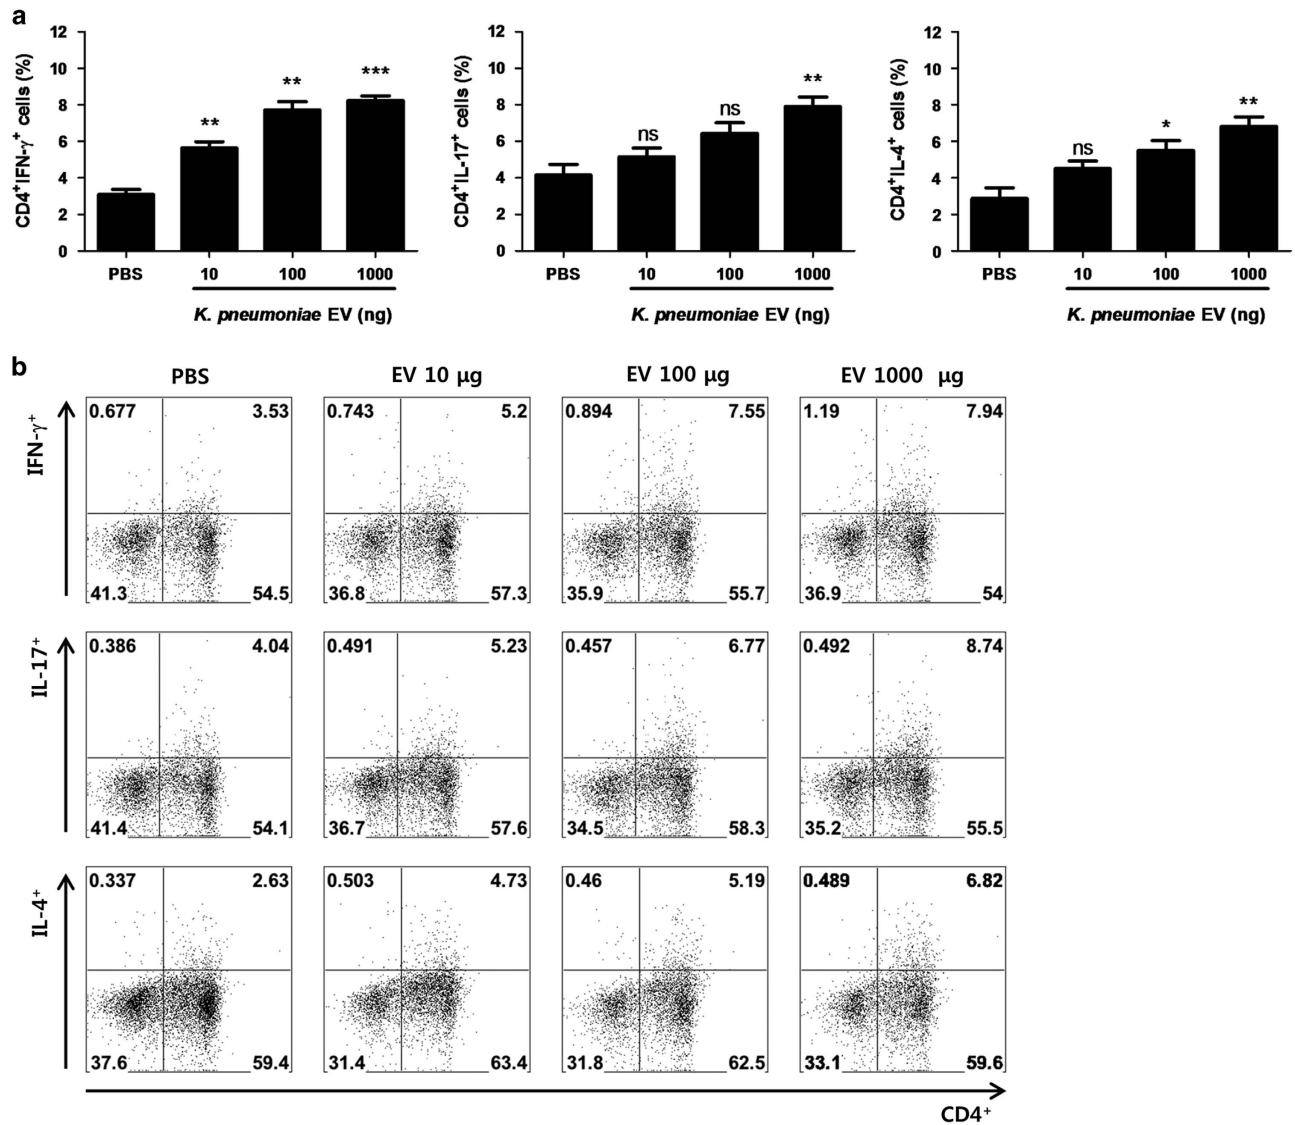 a
CD4⁺IFN-γ⁺ cells (%)
12
10
8
6
4
2
0
** ** ***
PBS 10 100 1000
K. pneumoniae EV (ng)
CD4⁺IL-17⁺ cells (%)
12
10
8
6
4
2
0
ns ns **
PBS 10 100 1000
K. pneumoniae EV (ng)
CD4⁺IL-4⁺ cells (%)
12
10
8
6
4
2
0
ns * **
PBS 10 100 1000
K. pneumoniae EV (ng)
b
PBS EV 10 µg EV 100 µg EV 1000 µg
IFN-γ⁺
0.677 3.53 0.743 5.2 0.894 7.55 1.19 7.94
41.3 54.5 36.8 57.3 35.9 55.7 36.9 54
IL-17⁺
0.386 4.04 0.491 5.23 0.457 6.77 0.492 8.74
41.4 54.1 36.7 57.6 34.5 58.3 35.2 55.5
IL-4⁺
0.337 2.63 0.503 4.73 0.46 5.19 0.489 6.82
37.6 59.4 31.4 63.4 31.8 62.5 33.1 59.6
CD4⁺